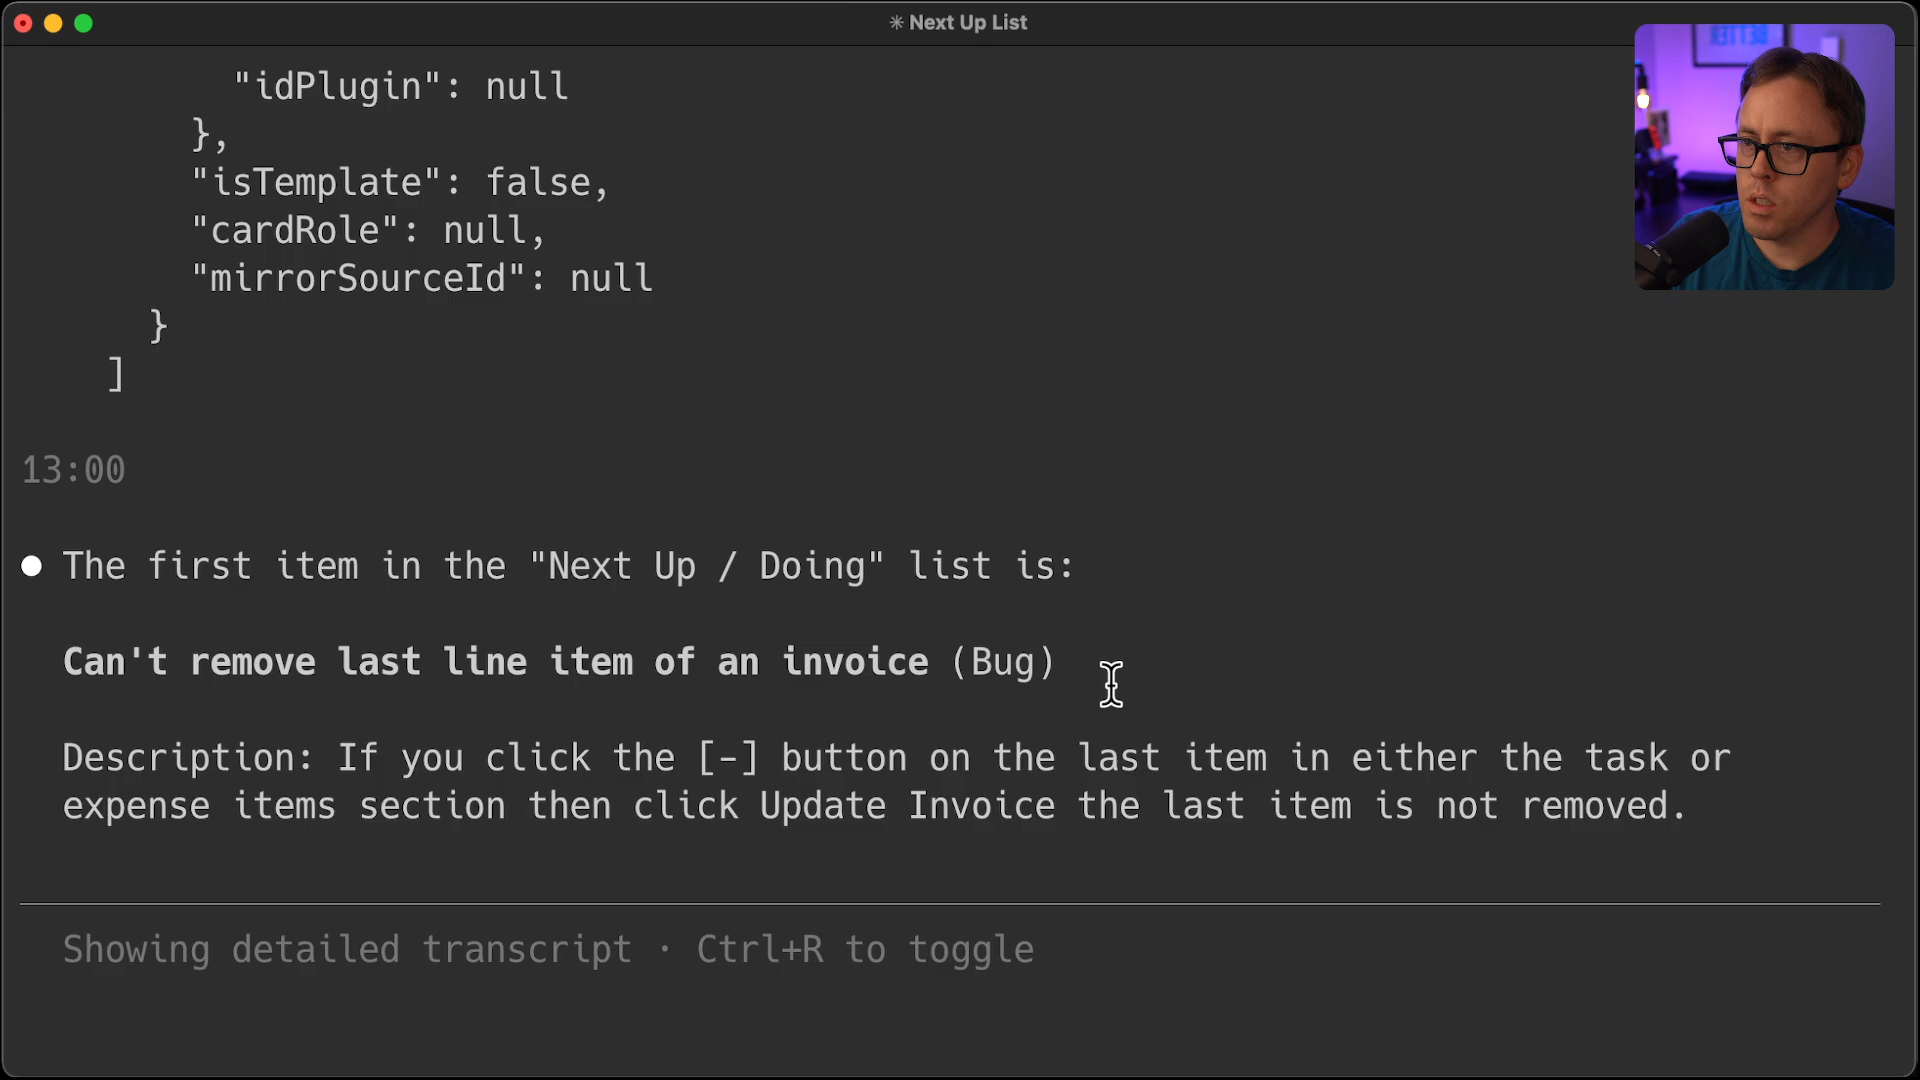 ✳ Next Up List
"idPlugin": null
},
"isTemplate": false,
"cardRole": null,
"mirrorSourceId": null
}
]
13:00
The first item in the "Next Up / Doing" list is:
Can't remove last line item of an invoice (Bug)
Description: If you click the [-] button on the last item in either the task or
expense items section then click Update Invoice the last item is not removed.
Showing detailed transcript · Ctrl+R to toggle